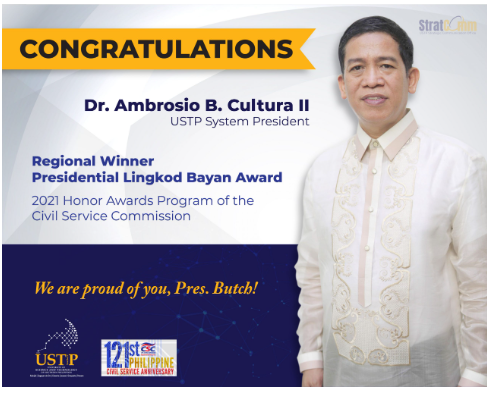 CONGRATULATIONS
Dr. Ambrosio B. Cultura II
USTP System President
Regional Winner
Presidential Lingkod Bayan Award
2021 Honor Awards Program of the
Civil Service Commission
We are proud of you, Pres. Butch!
USTP
121st
PHILIPPINE
CIVIL SERVICE ANNIVERSARY